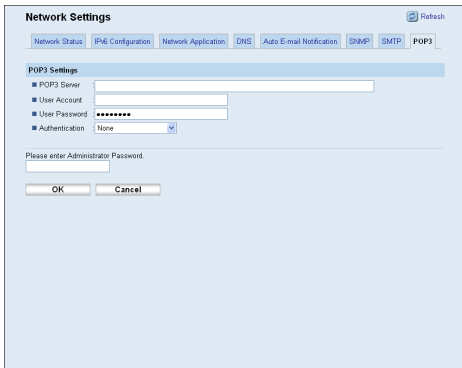 Network Settings
Refresh
Network Status IPv6 Configuration Network Application DNS Auto E-mail Notification SNMP SMTP POP3
POP3 Settings
POP3 Server :
User Account :
User Password : ●●●●●●●●
Authentication : None
Please enter Administrator Password.
OK Cancel